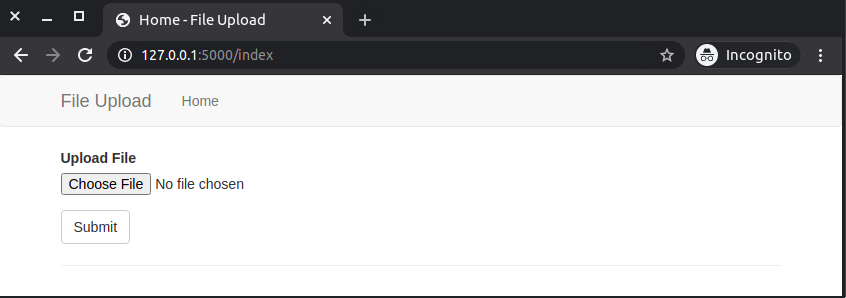 Home - File Upload
127.0.0.1:5000/index
Incognito
File Upload Home
Upload File
Choose File No file chosen
Submit